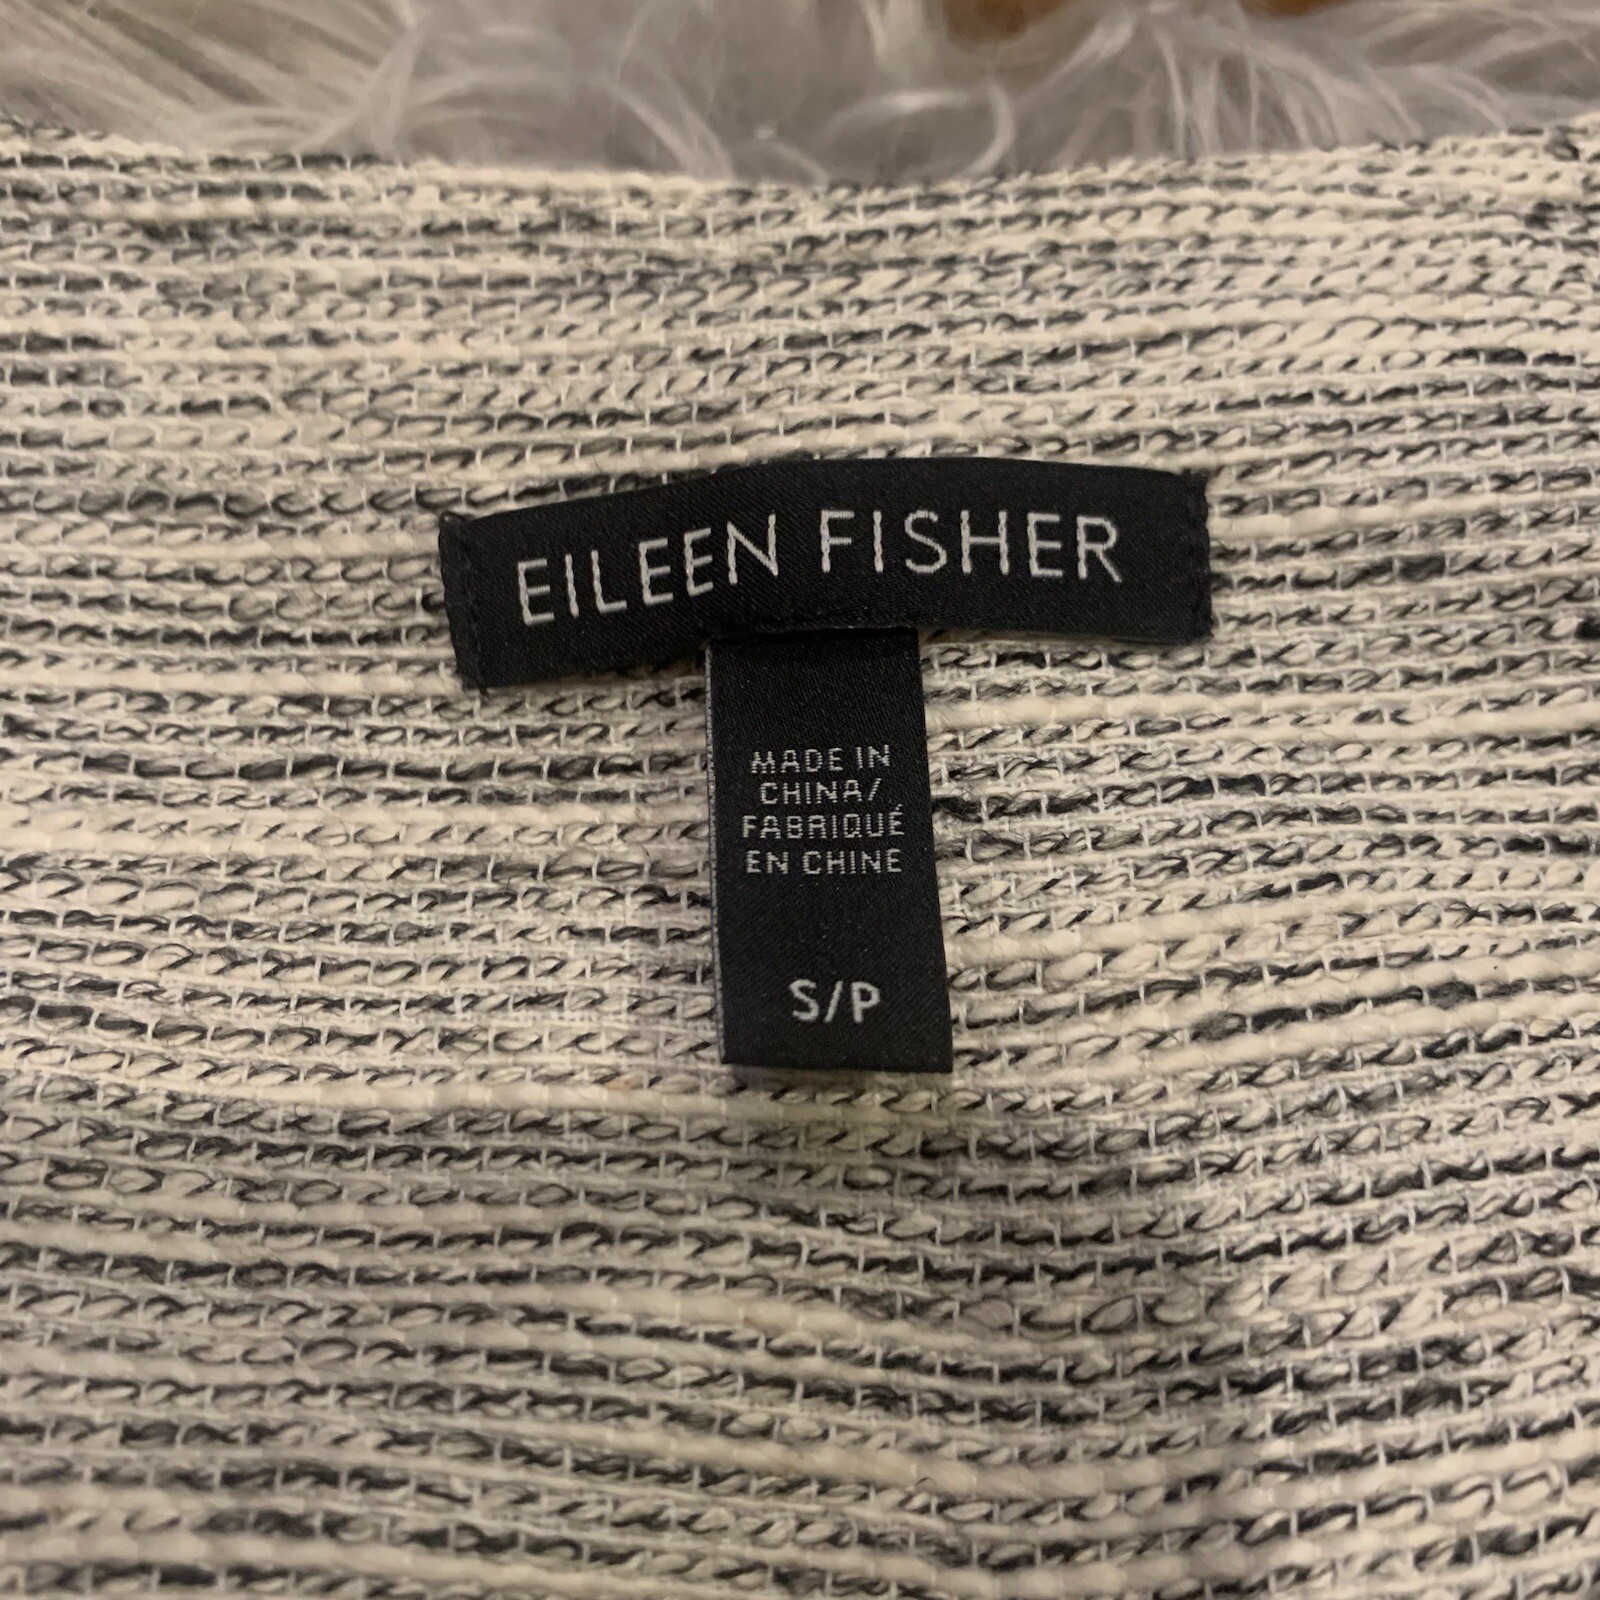 EILEEN FISHER
MADE IN
CHINA/
FABRIQUÉ
EN CHINE
S/P